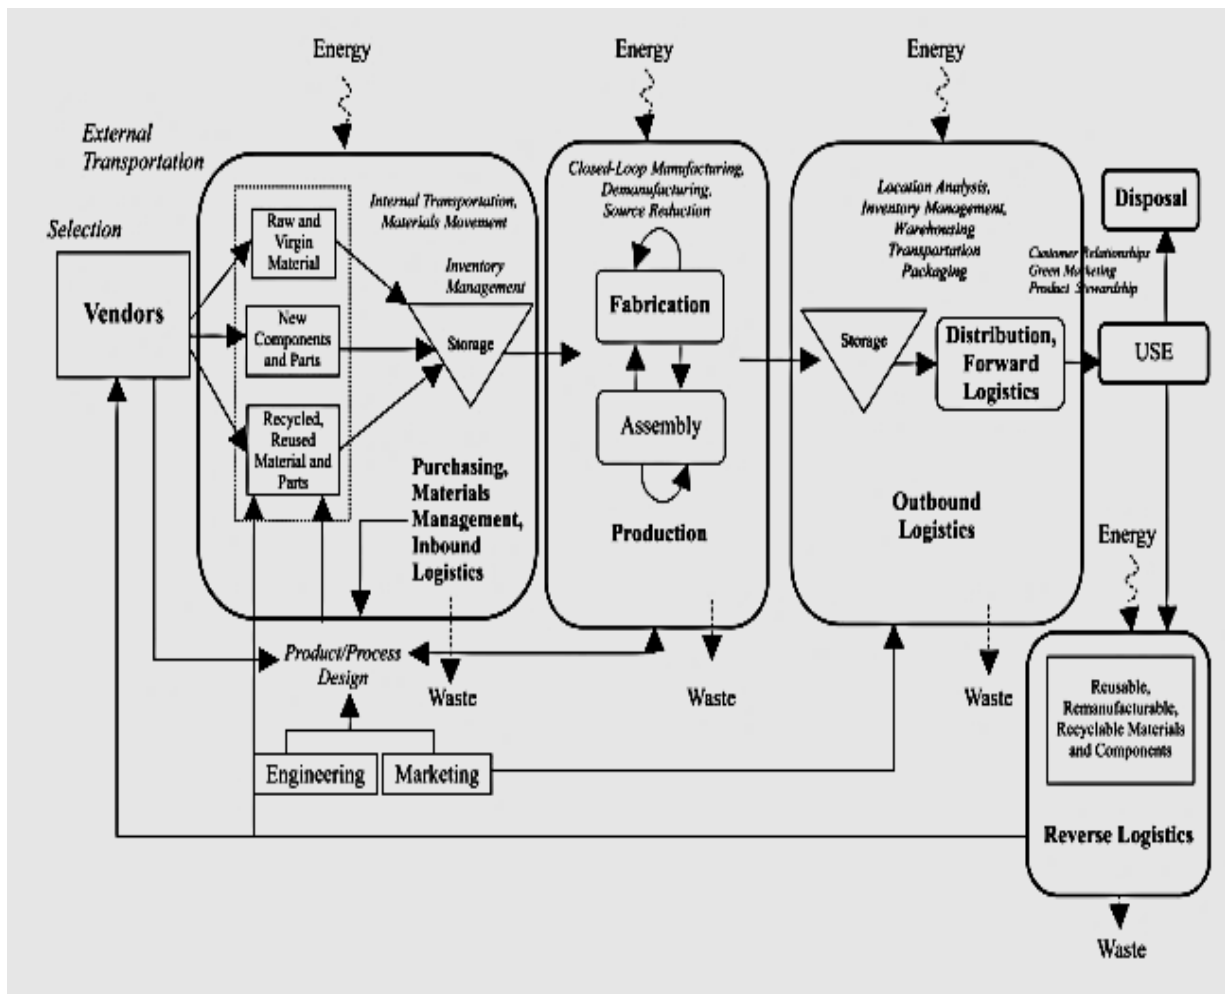 Energy
Energy
Energy
External
Transportation
Selection
Vendors
Raw and
Virgin
Material
New
Components
and Parts
Recycled,
Reused
Material and
Parts
Internal Transportation,
Materials Movement
Inventory
Management
Storage
Purchasing,
Materials
Management,
Inbound
Logistics
Closed-Loop Manufacturing,
Demanufacturing,
Source Reduction
Fabrication
Assembly
Production
Location Analysis,
Inventory Management,
Warehousing
Transportation
Packaging
Storage
Distribution,
Forward
Logistics
Outbound
Logistics
Customer Relationships
Green Marketing
Product Stewardship
Disposal
USE
Energy
Product/Process
Design
Waste
Waste
Waste
Engineering
Marketing
Reusable,
Remanufacturable,
Recyclable Materials
and Components
Reverse Logistics
Waste